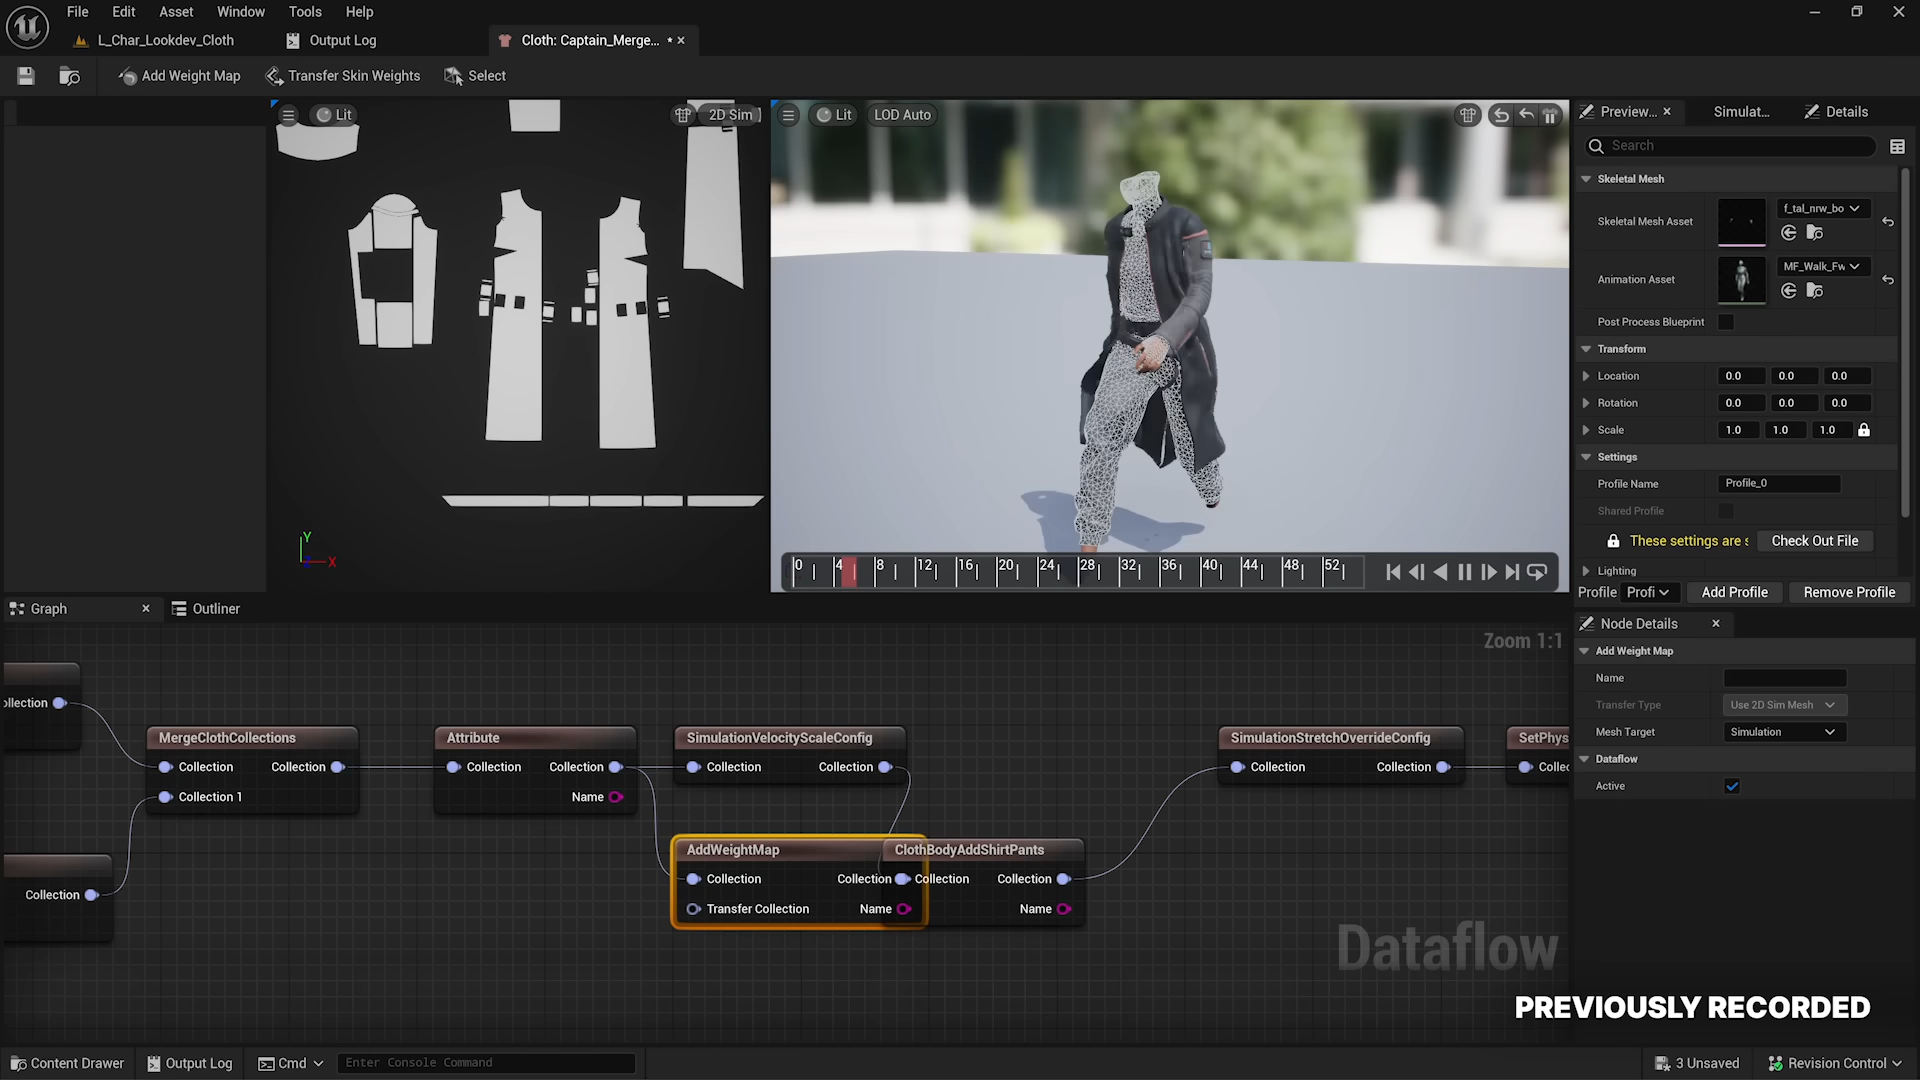 File Edit Asset Window Tools Help
L_Char_Lookdev_Cloth Output Log Cloth: Captain_Merge... •
Add Weight Map Transfer Skin Weights Select
Lit 2D Sim
Lit LOD Auto
Preview... Simulat... Details
Search
Skeletal Mesh
Skeletal Mesh Asset f_tal_nrw_bo
Animation Asset MF_Walk_Fw
Post Process Blueprint
Transform
Location 0.0 0.0 0.0
Rotation 0.0 0.0 0.0
Scale 1.0 1.0 1.0
Settings
Profile Name Profile_0
Shared Profile
These settings are s Check Out File
Lighting
Profile Profi Add Profile Remove Profile
Y
X
0 4 8 12 16 20 24 28 32 36 40 44 48 52
Graph Outliner
Zoom 1:1
ollection
MergeClothCollections
Collection Collection
Collection 1
Collection
Attribute
Collection Collection
Name
SimulationVelocityScaleConfig
Collection Collection
AddWeightMap
Collection Collection
Transfer Collection Name
ClothBodyAddShirtPants
Collection Collection
Name
SimulationStretchOverrideConfig
Collection Collection
SetPhys
Collec
Dataflow
Node Details
Add Weight Map
Name
Transfer Type Use 2D Sim Mesh
Mesh Target Simulation
Dataflow
Active
PREVIOUSLY RECORDED
Content Drawer Output Log Cmd Enter Console Command 3 Unsaved Revision Control